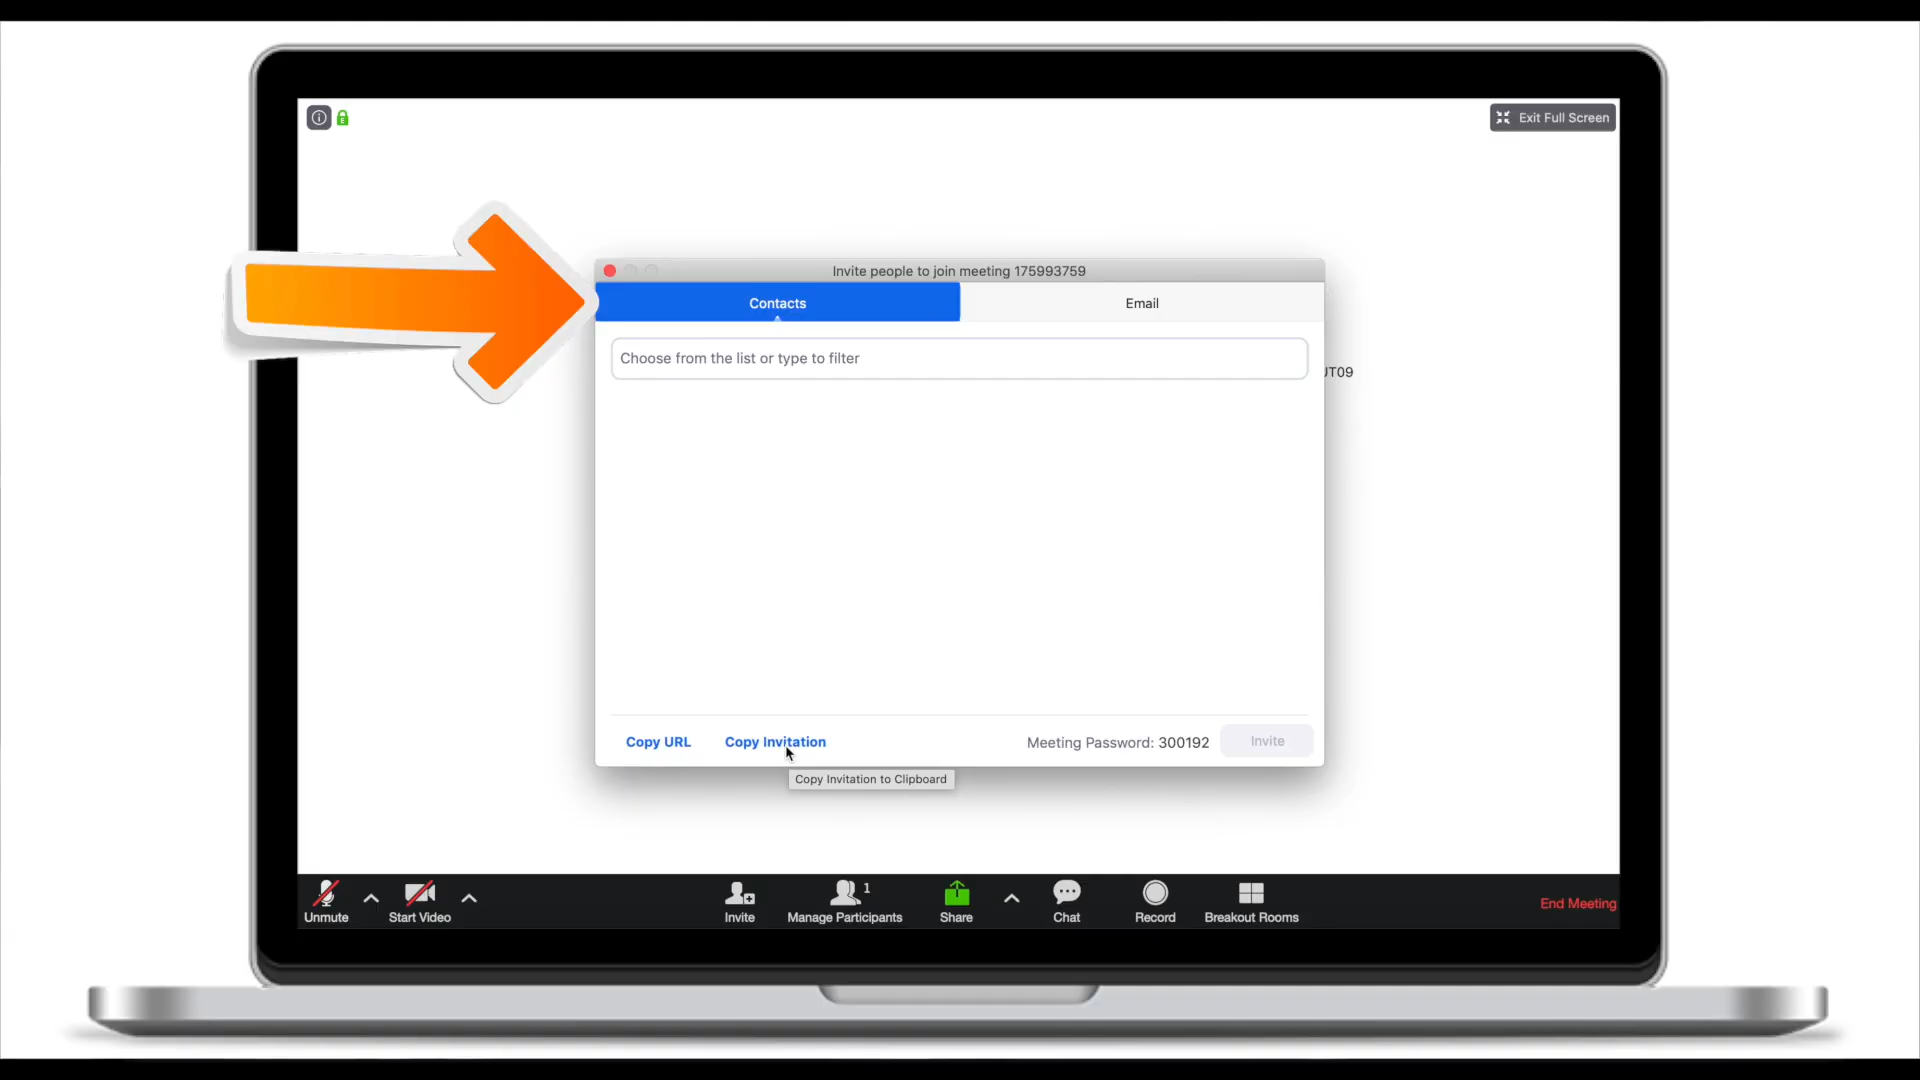 Exit Full Screen
Invite people to join meeting 175993759
Contacts
Email
Choose from the list or type to filter
JT09
Copy URL
Copy Invitation
Meeting Password: 300192
Invite
Copy Invitation to Clipboard
Unmute
Start Video
Invite
1
Manage Participants
Share
Chat
Record
Breakout Rooms
End Meeting